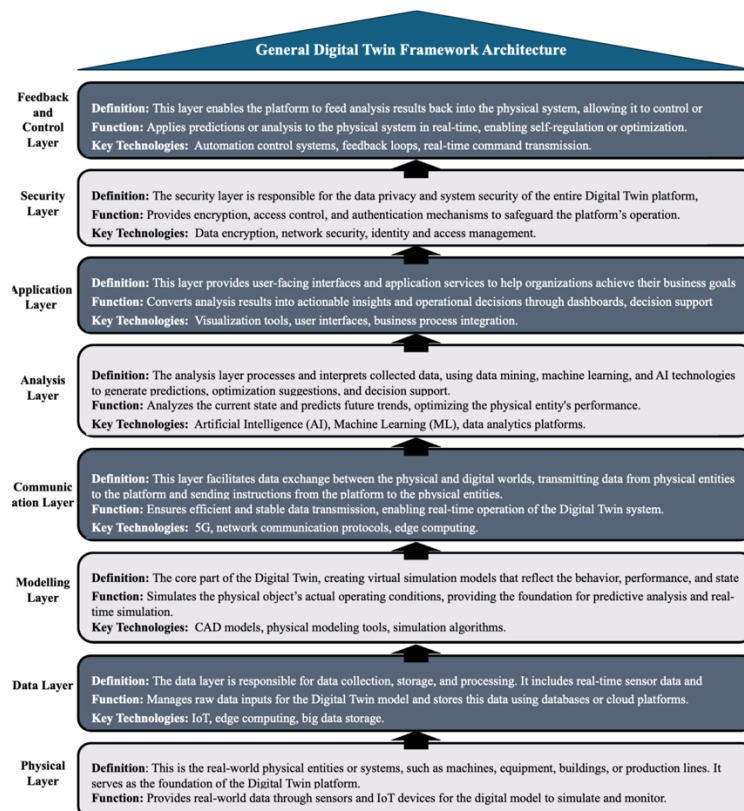 General Digital Twin Framework Architecture
Feedback
and
Control
Layer
Definition: This layer enables the platform to feed analysis results back into the physical system, allowing it to control or
Function: Applies predictions or analysis to the physical system in real-time, enabling self-regulation or optimization.
Key Technologies: Automation control systems, feedback loops, real-time command transmission.
Security
Layer
Definition: The security layer is responsible for the data privacy and system security of the entire Digital Twin platform,
Function: Provides encryption, access control, and authentication mechanisms to safeguard the platform's operation.
Key Technologies: Data encryption, network security, identity and access management.
Application
Layer
Definition: This layer provides user-facing interfaces and application services to help organizations achieve their business goals
Function: Converts analysis results into actionable insights and operational decisions through dashboards, decision support
Key Technologies: Visualization tools, user interfaces, business process integration.
Analysis
Layer
Definition: The analysis layer processes and interprets collected data, using data mining, machine learning, and AI technologies
to generate predictions, optimization suggestions, and decision support.
Function: Analyzes the current state and predicts future trends, optimizing the physical entity's performance.
Key Technologies: Artificial Intelligence (AI), Machine Learning (ML), data analytics platforms.
Communic
ation Layer
Definition: This layer facilitates data exchange between the physical and digital worlds, transmitting data from physical entities
to the platform and sending instructions from the platform to the physical entities.
Function: Ensures efficient and stable data transmission, enabling real-time operation of the Digital Twin system.
Key Technologies: 5G, network communication protocols, edge computing.
Modelling
Layer
Definition: The core part of the Digital Twin, creating virtual simulation models that reflect the behavior, performance, and state
Function: Simulates the physical object's actual operating conditions, providing the foundation for predictive analysis and real-
time simulation.
Key Technologies: CAD models, physical modeling tools, simulation algorithms.
Data Layer
Definition: The data layer is responsible for data collection, storage, and processing. It includes real-time sensor data and
Function: Manages raw data inputs for the Digital Twin model and stores this data using databases or cloud platforms.
Key Technologies: IoT, edge computing, big data storage.
Physical
Layer
Definition: This is the real-world physical entities or systems, such as machines, equipment, buildings, or production lines. It
serves as the foundation of the Digital Twin platform.
Function: Provides real-world data through sensors and IoT devices for the digital model to simulate and monitor.